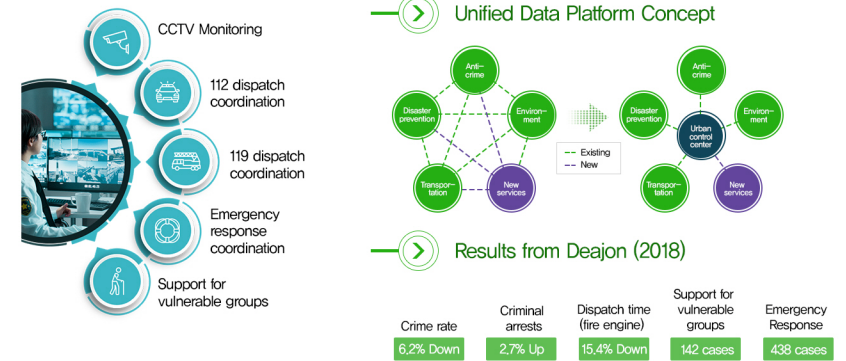 CCTV Monitoring
112 dispatch
coordination
119 dispatch
coordination
Emergency
response
coordination
Support for
vulnerable groups
Unified Data Platform Concept
Anti-
crime
Disaster
prevention
Environ-
ment
Transpor-
tation
New
services
Existing
New
Anti-
crime
Disaster
prevention
Environ-
ment
Urban
control
center
Transpor-
tation
New
services
Results from Deajon (2018)
Crime rate
6,2% Down
Criminal
arrests
2,7% Up
Dispatch time
(fire engine)
15,4% Down
Support for
vulnerable
groups
142 cases
Emergency
Response
438 cases